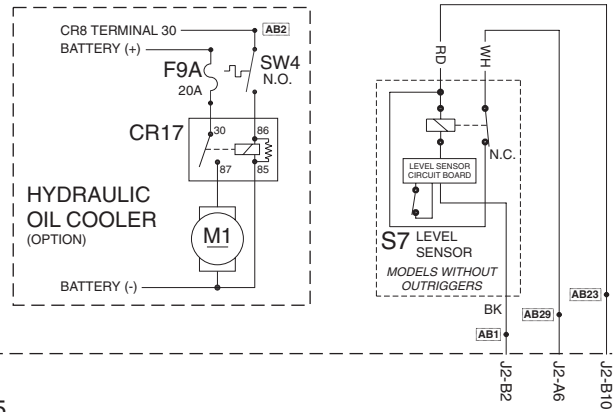 CR8 TERMINAL 30
AB2
BATTERY (+)
F9A
20A
SW4
N.O.
CR17
30
86
87
85
HYDRAULIC
OIL COOLER
(OPTION)
M1
BATTERY (-)
RD
WH
N.C.
LEVEL SENSOR
CIRCUIT BOARD
S7 LEVEL
SENSOR
MODELS WITHOUT
OUTRIGGERS
BK
AB1
AB29
AB23
J2-B2
J2-A6
J2-B10